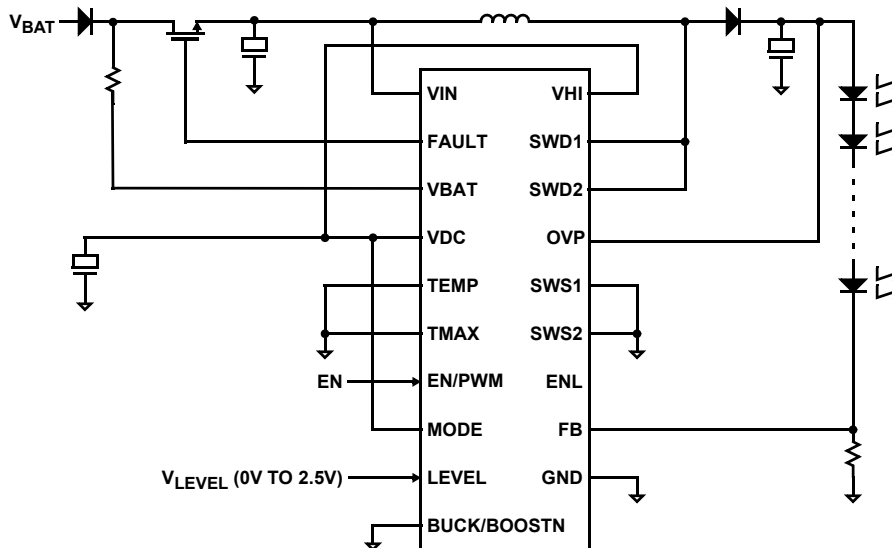 VBAT
VIN VHI
FAULT SWD1
VBAT SWD2
VDC OVP
TEMP SWS1
TMAX SWS2
EN EN/PWM ENL
MODE FB
VLEVEL (0V TO 2.5V) LEVEL GND
BUCK/BOOSTN